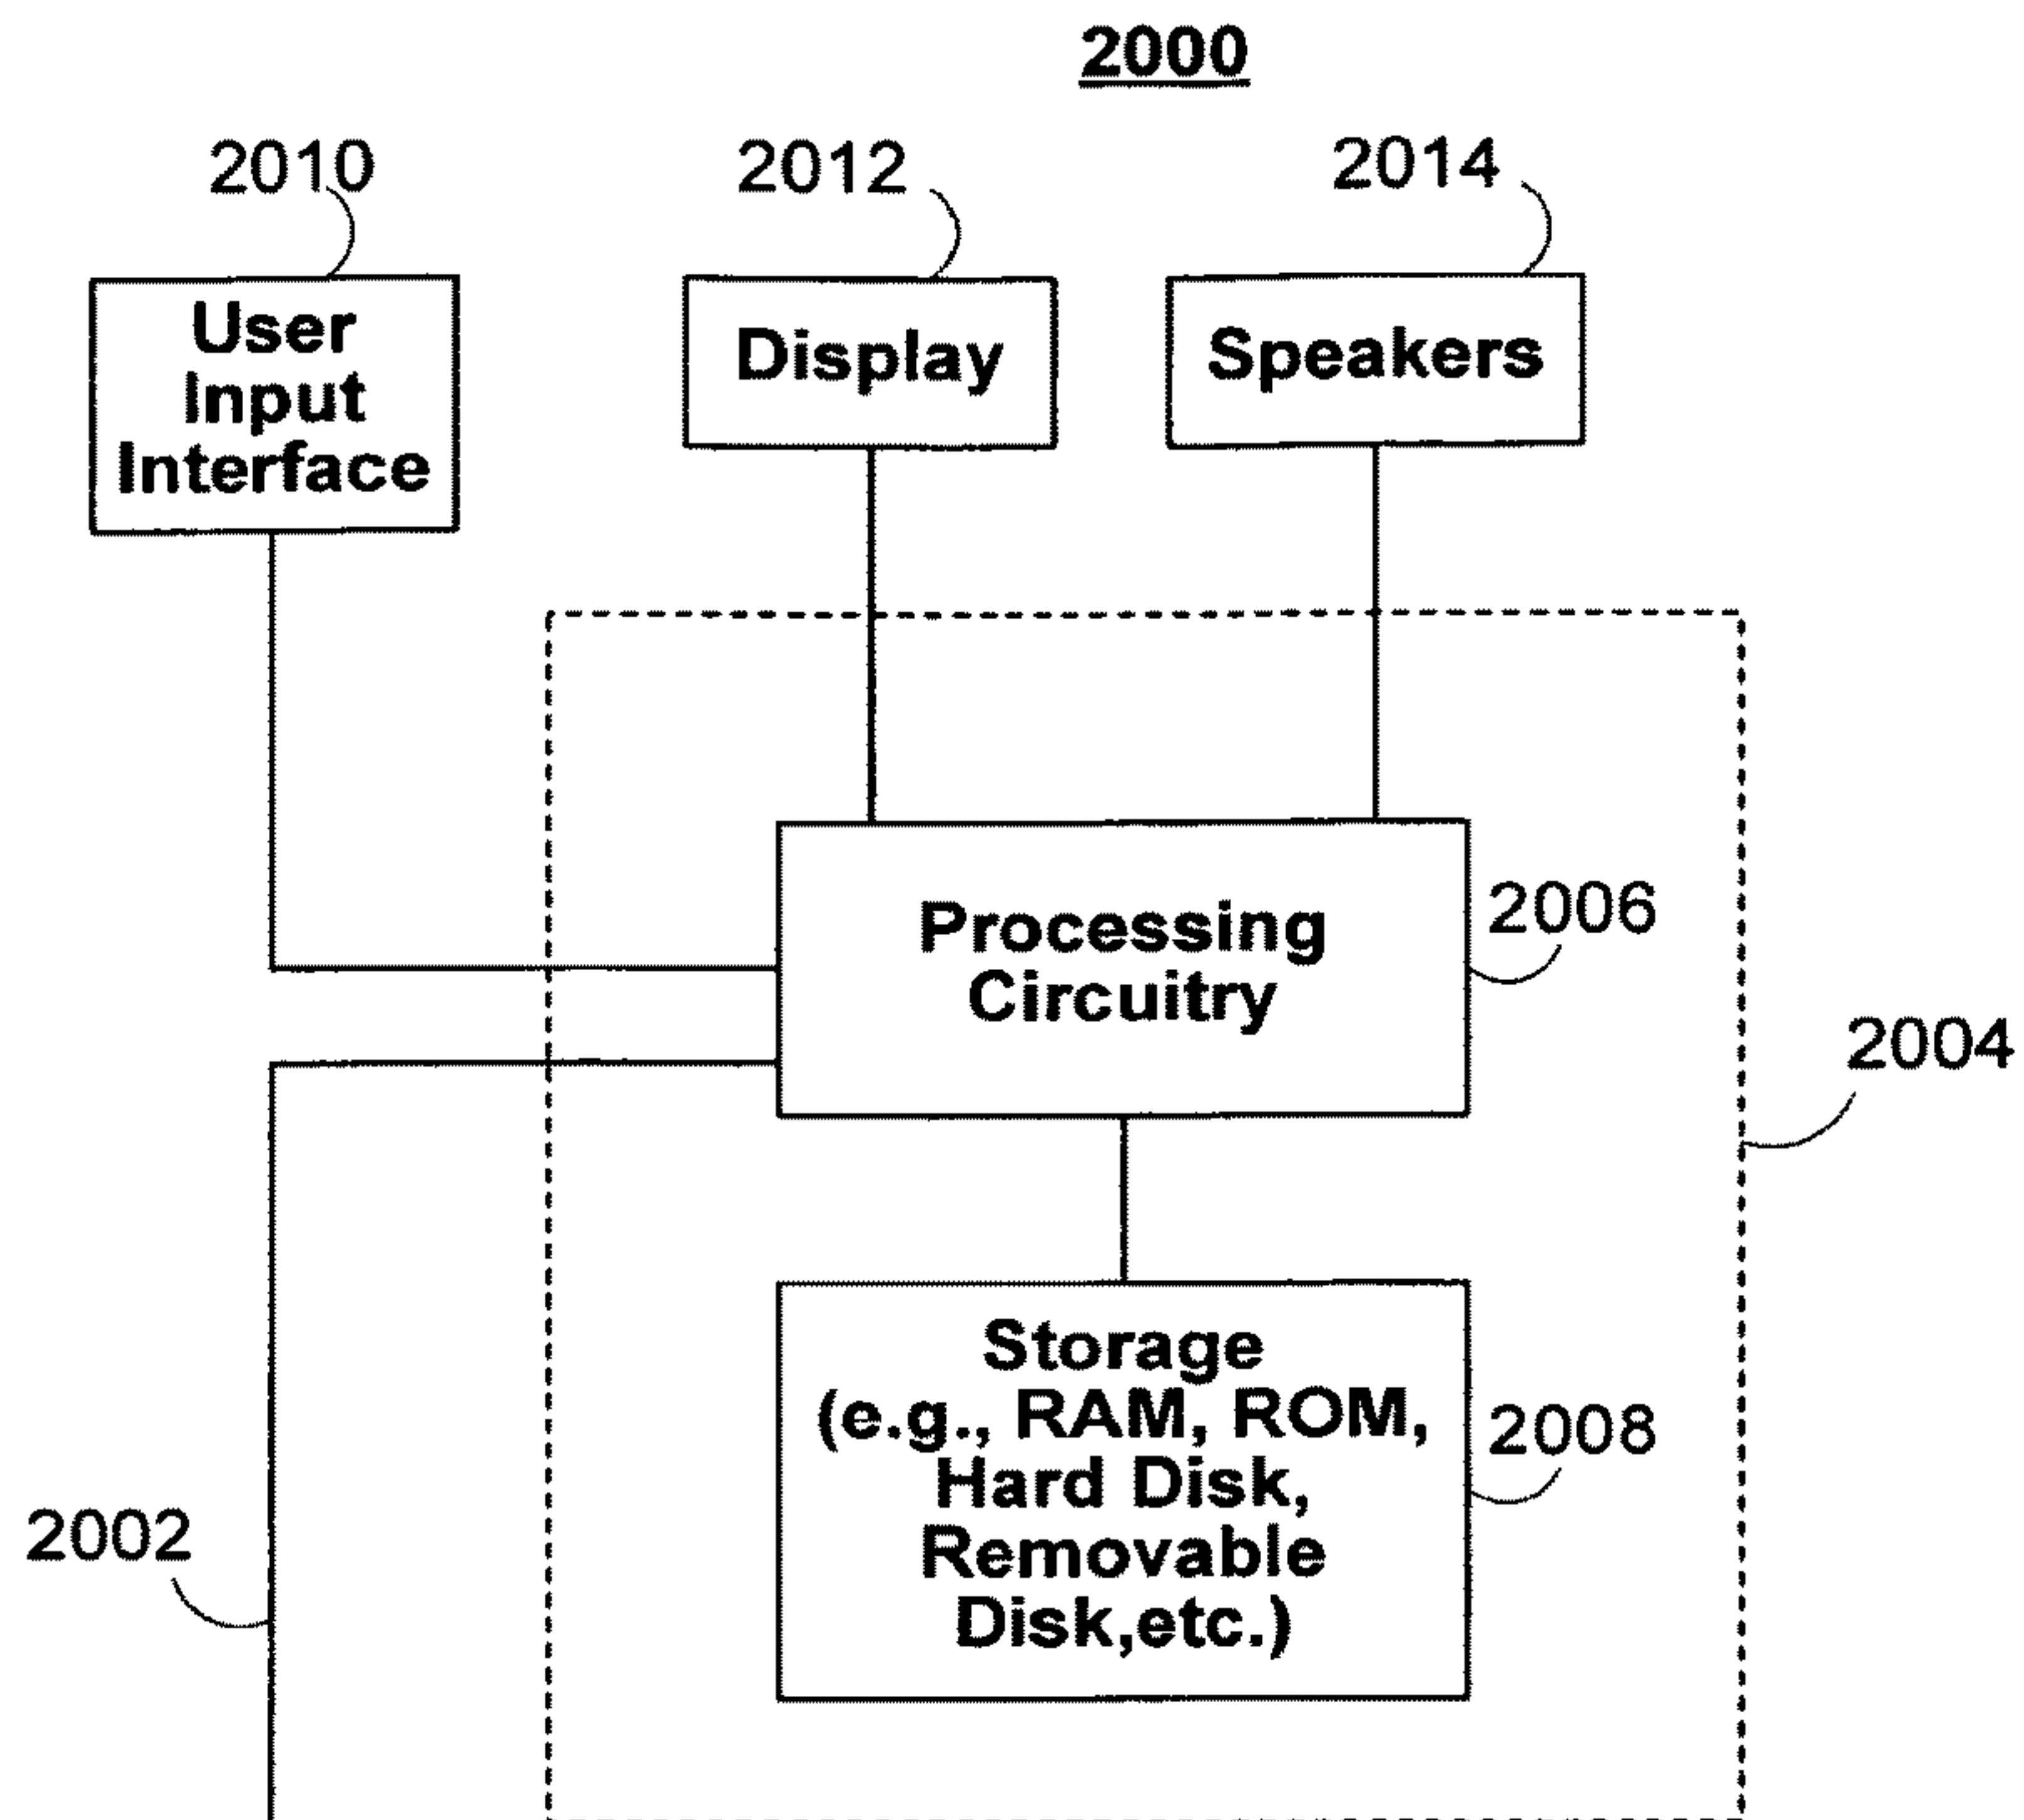 2000
2010
2012
2014
User
Input
Interface
Display
Speakers
Processing
Circuitry
2006
2004
Storage
(e.g., RAM, ROM,
Hard Disk,
Removable
Disk,etc.)
2008
2002